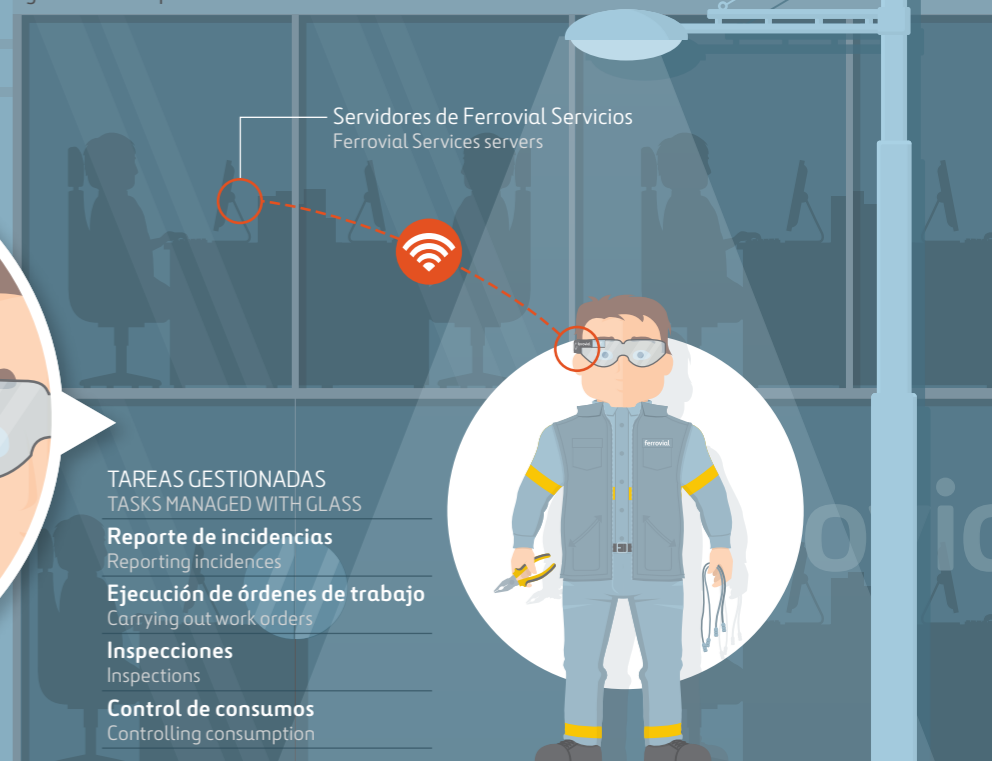 Servidores de Ferrovial Servicios
Ferrovial Services servers
ferrovial
TAREAS GESTIONADAS
TASKS MANAGED WITH GLASS
Reporte de incidencias
Reporting incidences
Ejecución de órdenes de trabajo
Carrying out work orders
Inspecciones
Inspections
Control de consumos
Controlling consumption